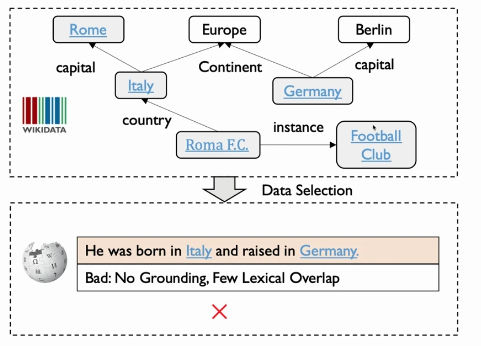 Rome
Europe
Berlin
capital
Continent
capital
Italy
Germany
WIKIDATA
country
instance
Roma F.C.
Football
Club
Data Selection
He was born in Italy and raised in Germany.
Bad: No Grounding, Few Lexical Overlap